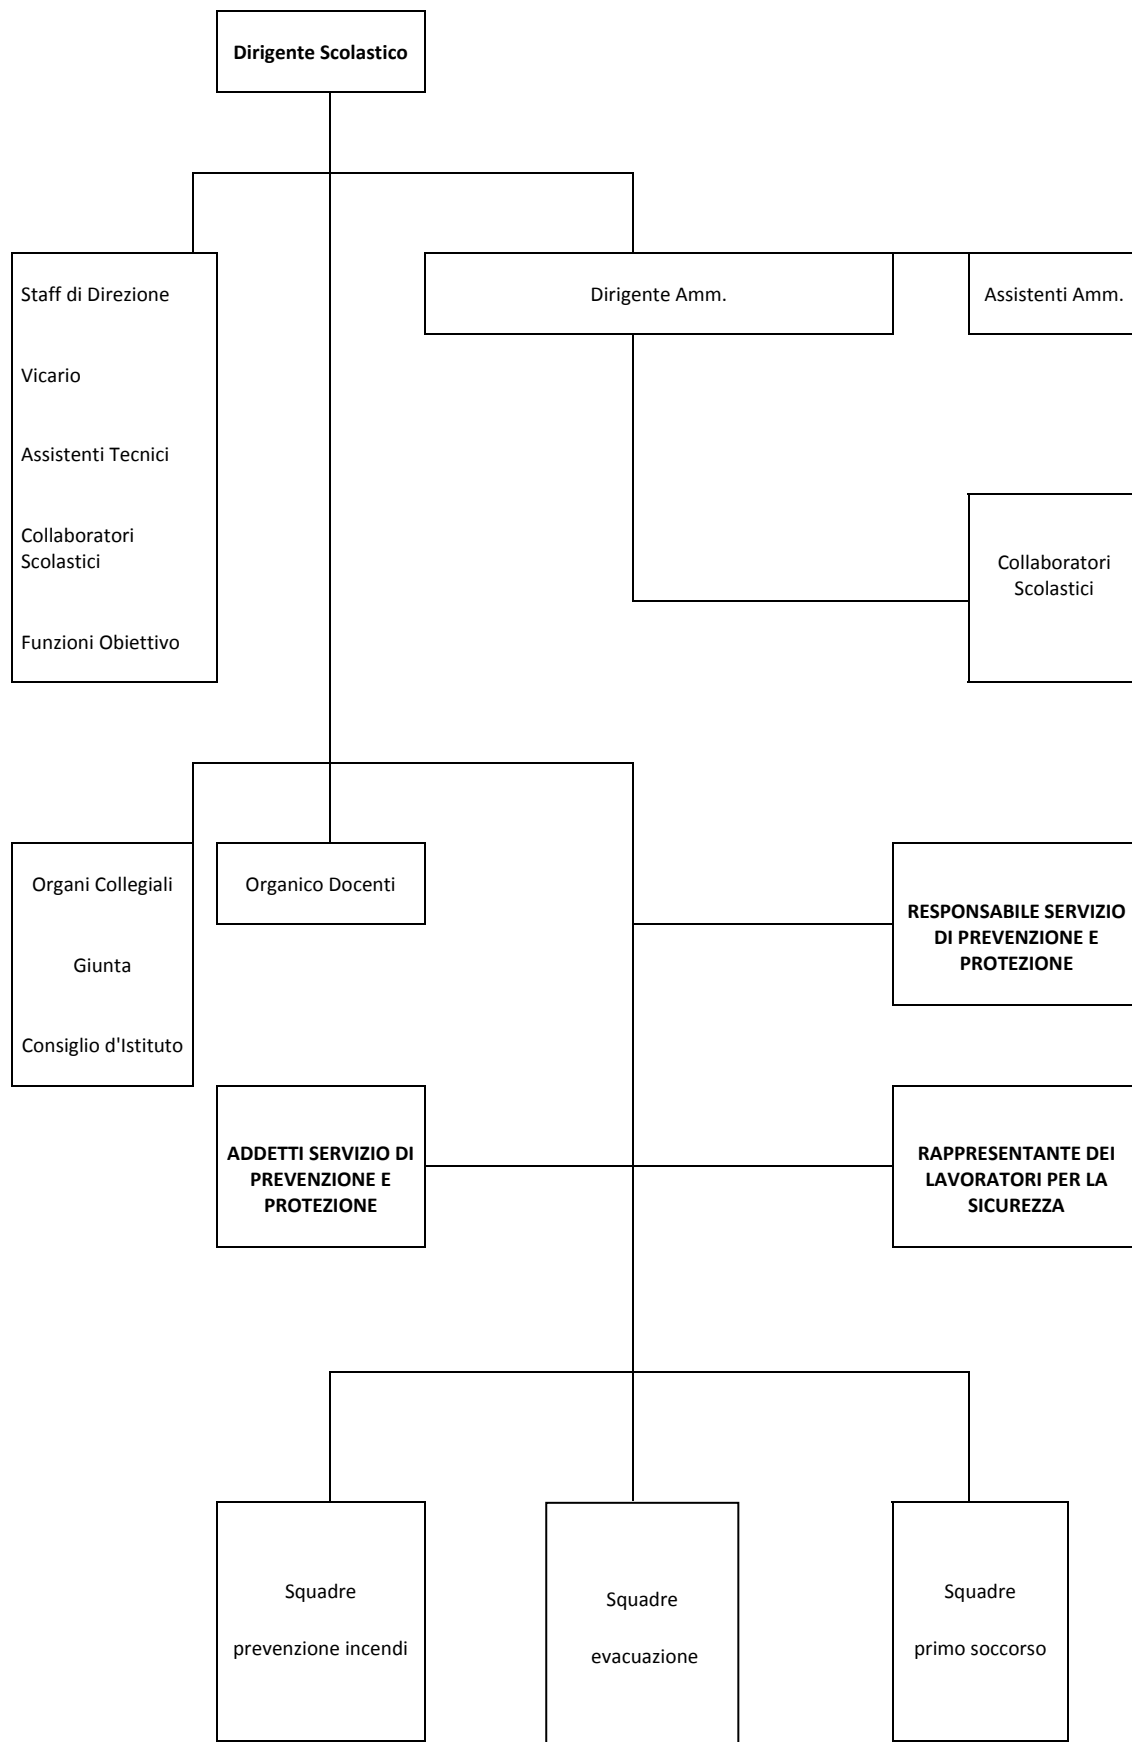 Dirigente Scolastico
Staff di Direzione
Vicario
Assistenti Tecnici
Collaboratori
Scolastici
Funzioni Obiettivo
Dirigente Amm.
Assistenti Amm.
Collaboratori
Scolastici
Organi Collegiali
Giunta
Consiglio d'Istituto
Organico Docenti
RESPONSABILE SERVIZIO
DI PREVENZIONE E
PROTEZIONE
ADDETTI SERVIZIO DI
PREVENZIONE E
PROTEZIONE
RAPPRESENTANTE DEI
LAVORATORI PER LA
SICUREZZA
Squadre
prevenzione incendi
Squadre
evacuazione
Squadre
primo soccorso